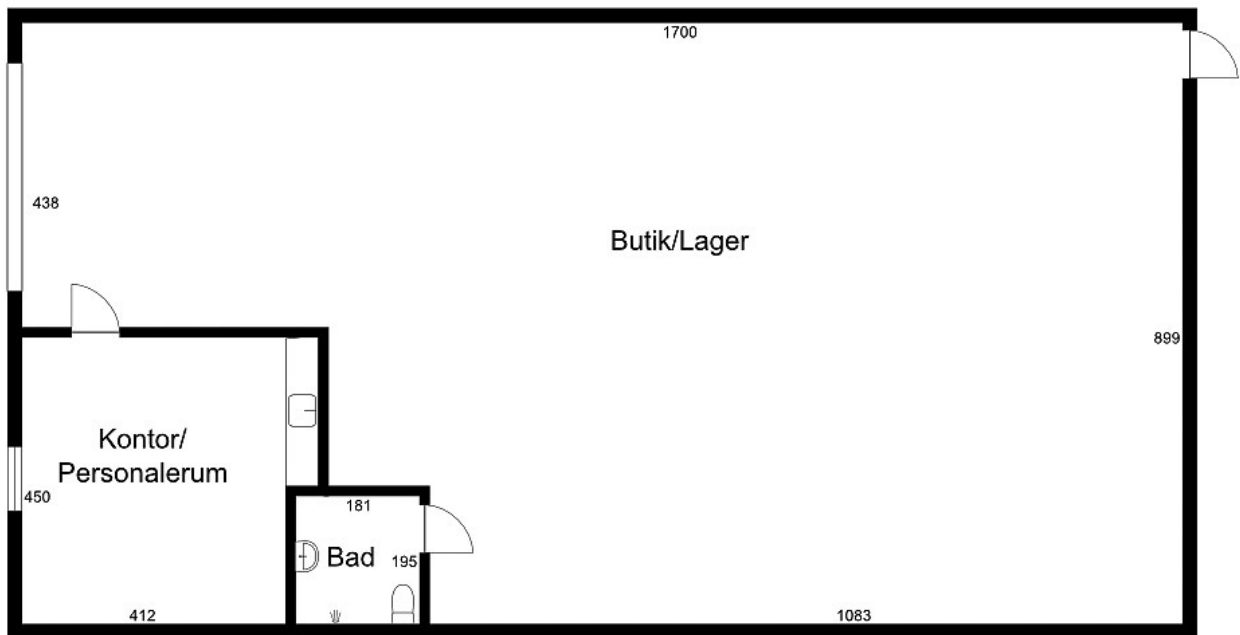 1700
438
Butik/Lager
899
Kontor/
Personalerum
450
181
Bad
195
412
1083